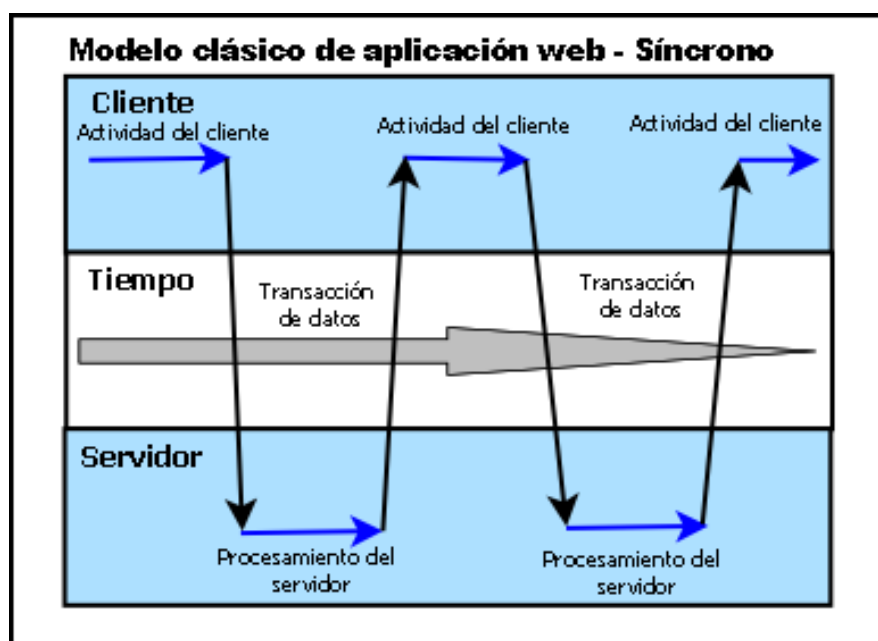 Modelo clásico de aplicación web - Síncrono
Cliente
Actividad del cliente
Actividad del cliente
Actividad del cliente
Tiempo
Transacción
de datos
Transacción
de datos
Servidor
Procesamiento del
servidor
Procesamiento del
servidor